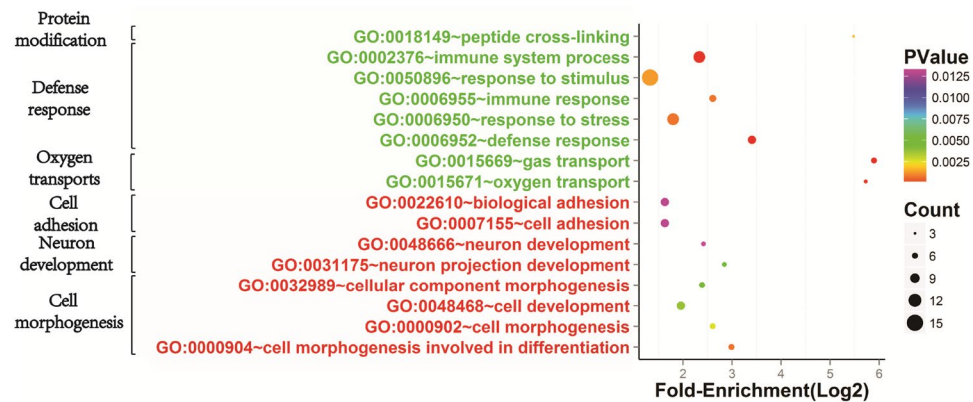 Protein
modification
Defense
response
Oxygen
transports
Cell
adhesion
Neuron
development
Cell
morphogenesis
GO:0018149~peptide cross-linking
GO:0002376~immune system process
GO:0050896~response to stimulus
GO:0006955~immune response
GO:0006950~response to stress
GO:0006952~defense response
GO:0015669~gas transport
GO:0015671~oxygen transport
GO:0022610~biological adhesion
GO:0007155~cell adhesion
GO:0048666~neuron development
GO:0031175~neuron projection development
GO:0032989~cellular component morphogenesis
GO:0048468~cell development
GO:0000902~cell morphogenesis
GO:0000904~cell morphogenesis involved in differentiation
2 3 4 5 6
Fold-Enrichment(Log2)
PValue
0.0125
0.0100
0.0075
0.0050
0.0025
Count
3
6
9
12
15